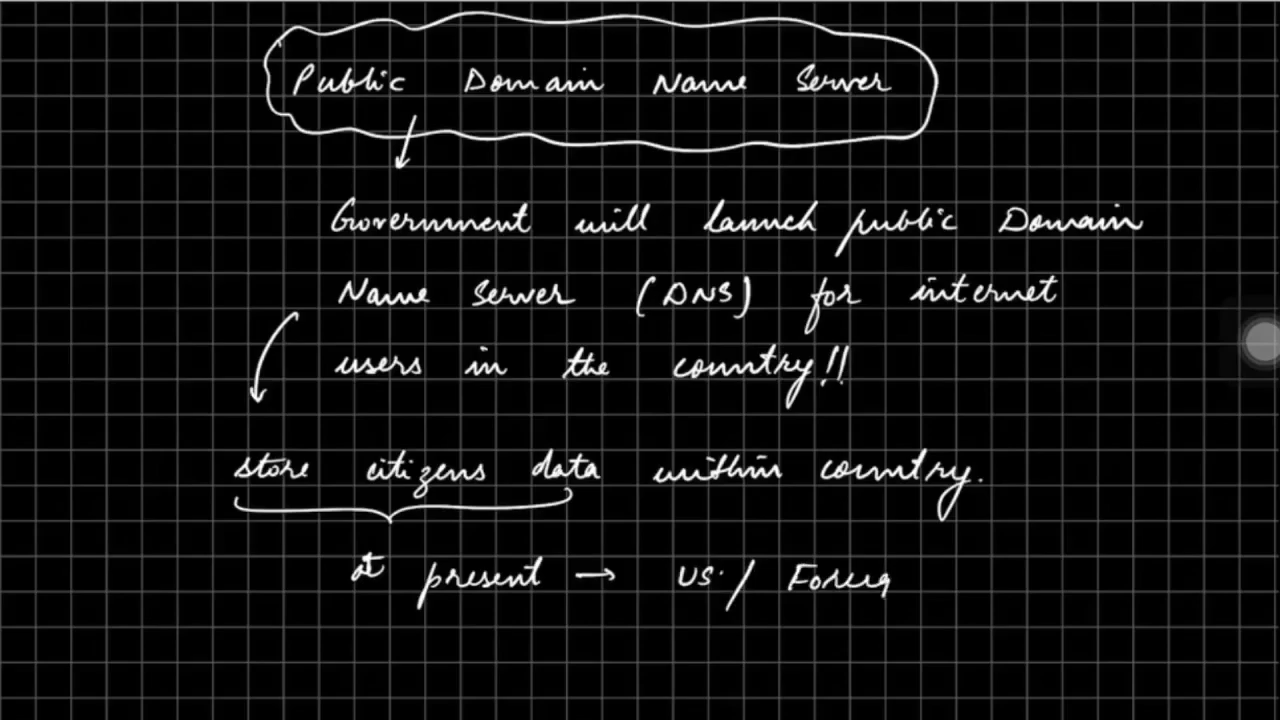 Public Domain Name Server
Government will launch public Domain
Name Server (DNS) for internet
users in the country!!
store citizens data within country.
at present → US./ Foreig